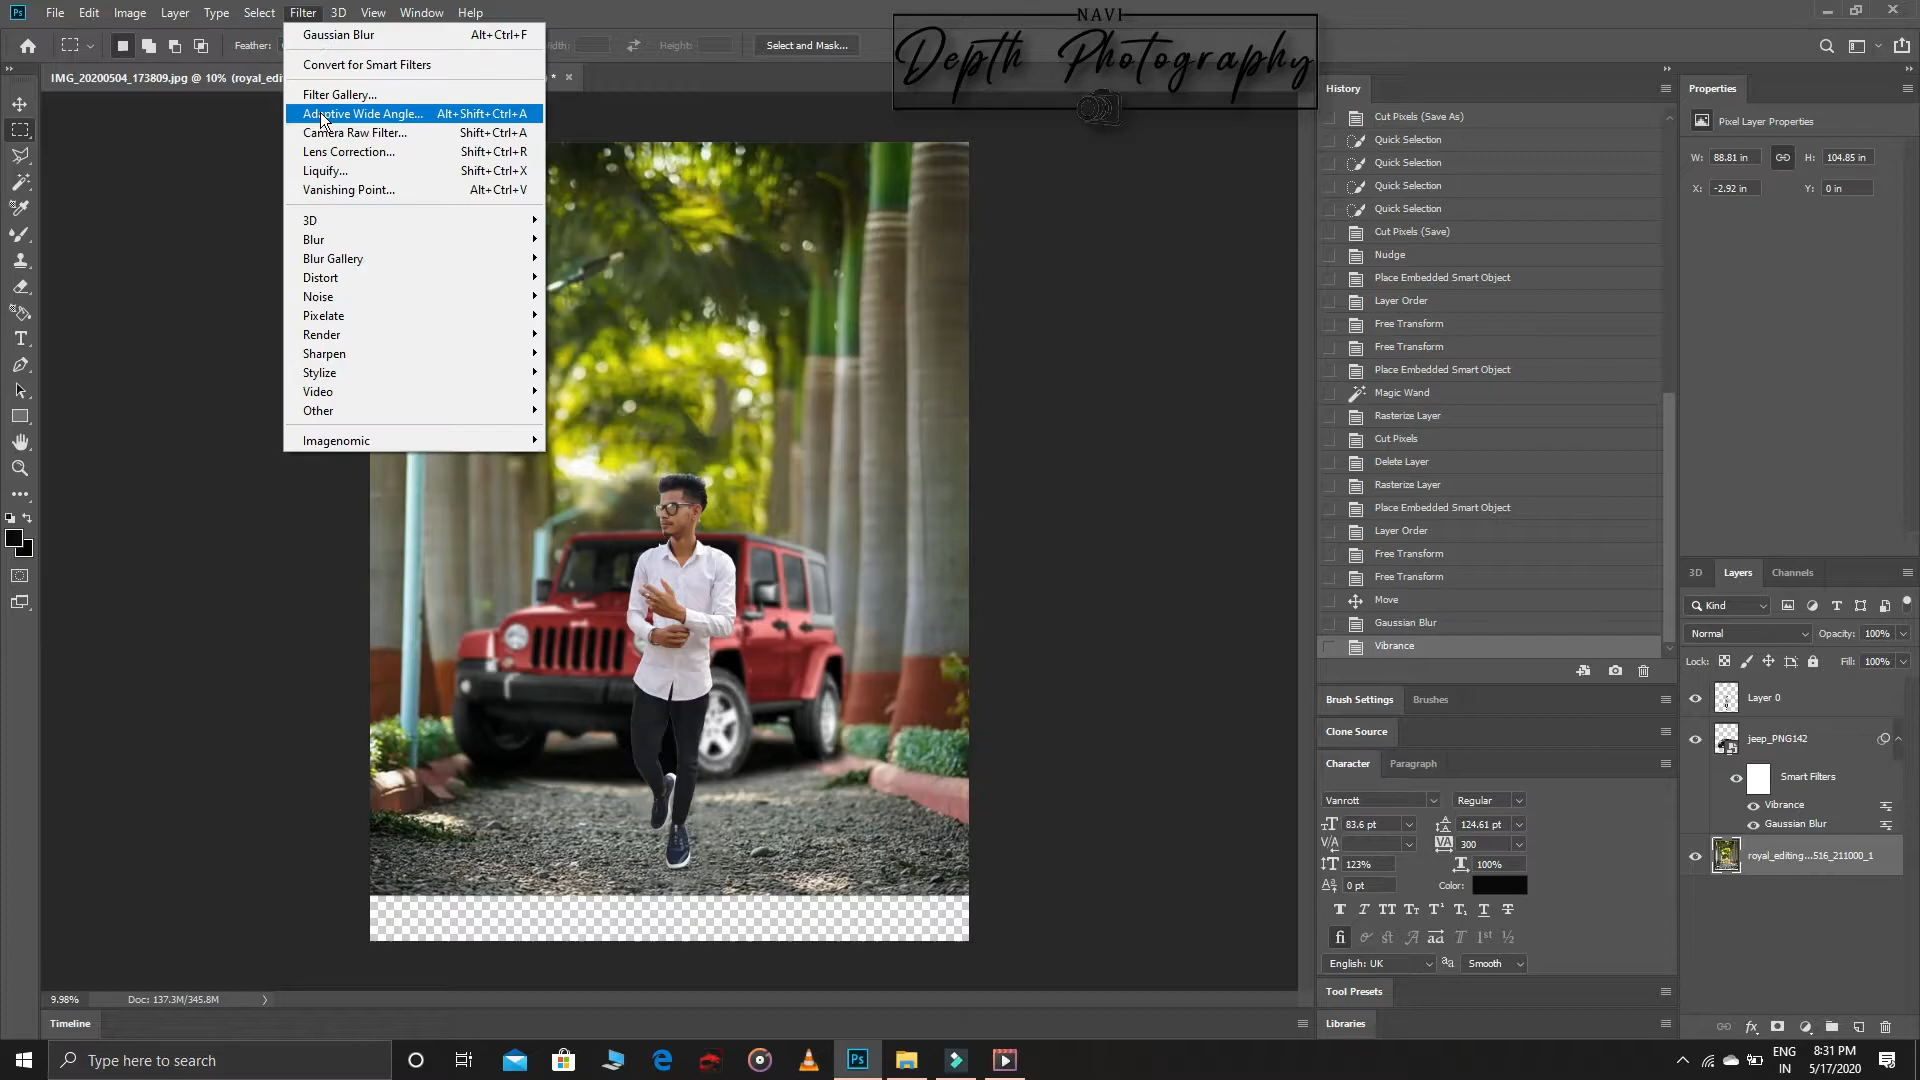 Ps File Edit Image Layer Type Select Filter 3D View Window Help
NAVI
Depth Photography
Feather:
Width:
Height:
Select and Mask...
IMG_20200504_173809.jpg @ 10% (royal_edi
* ×
Gaussian Blur Alt+Ctrl+F
Convert for Smart Filters
Filter Gallery...
Adaptive Wide Angle... Alt+Shift+Ctrl+A
Camera Raw Filter... Shift+Ctrl+A
Lens Correction... Shift+Ctrl+R
Liquify... Shift+Ctrl+X
Vanishing Point... Alt+Ctrl+V
3D
Blur
Blur Gallery
Distort
Noise
Pixelate
Render
Sharpen
Stylize
Video
Other
Imagenomic
9.98% Doc: 137.3M/345.8M
Timeline
History
Cut Pixels (Save As)
Quick Selection
Quick Selection
Quick Selection
Quick Selection
Cut Pixels (Save)
Nudge
Place Embedded Smart Object
Layer Order
Free Transform
Free Transform
Place Embedded Smart Object
Magic Wand
Rasterize Layer
Cut Pixels
Delete Layer
Rasterize Layer
Place Embedded Smart Object
Layer Order
Free Transform
Free Transform
Move
Gaussian Blur
Vibrance
Brush Settings Brushes
Clone Source
Character Paragraph
Vanrott Regular
83.6 pt 124.61 pt
300
123% 100%
0 pt Color:
English: UK Smooth
Tool Presets
Libraries
Properties
Pixel Layer Properties
W: 88.81 in H: 104.85 in
X: -2.92 in Y: 0 in
3D Layers Channels
Kind
Normal Opacity: 100%
Lock: Fill: 100%
Layer 0
jeep_PNG142
Smart Filters
Vibrance
Gaussian Blur
royal_editing...516_211000_1
Type here to search
Ps
ENG
IN
8:31 PM
5/17/2020